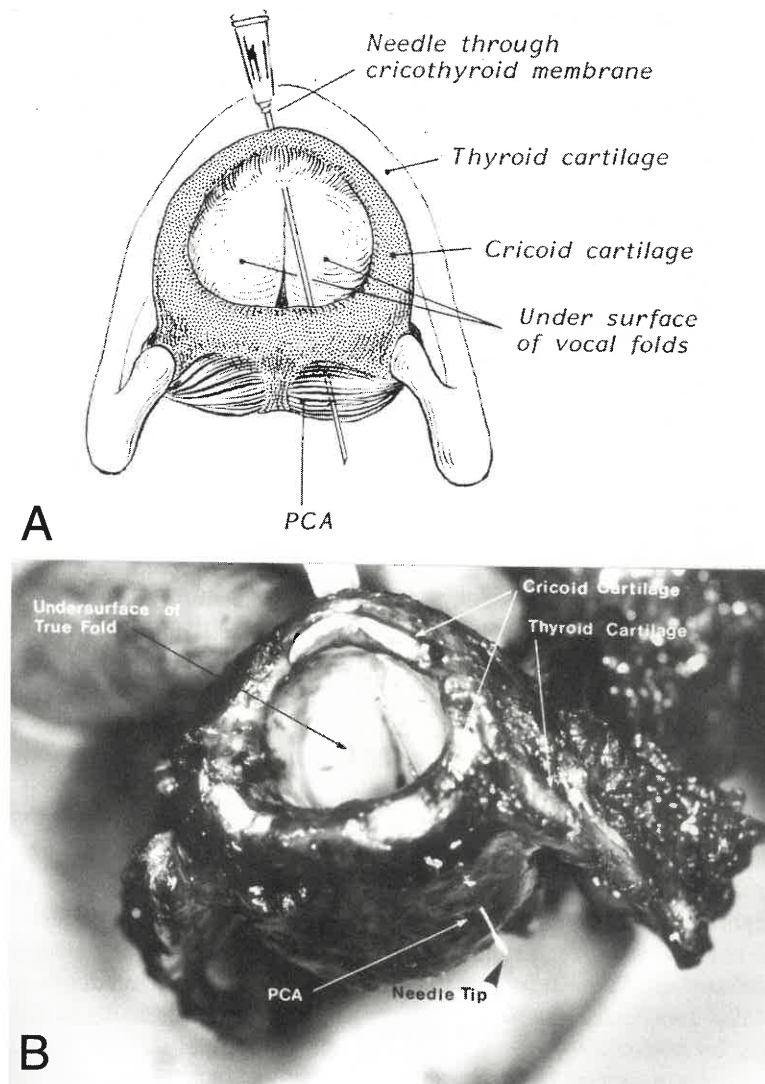 Needle through
cricothyroid membrane
Thyroid cartilage
Cricoid cartilage
Under surface
of vocal folds
PCA
A
Undersurface of
True Fold
Cricoid Cartilage
Thyroid Cartilage
PCA
Needle Tip
B